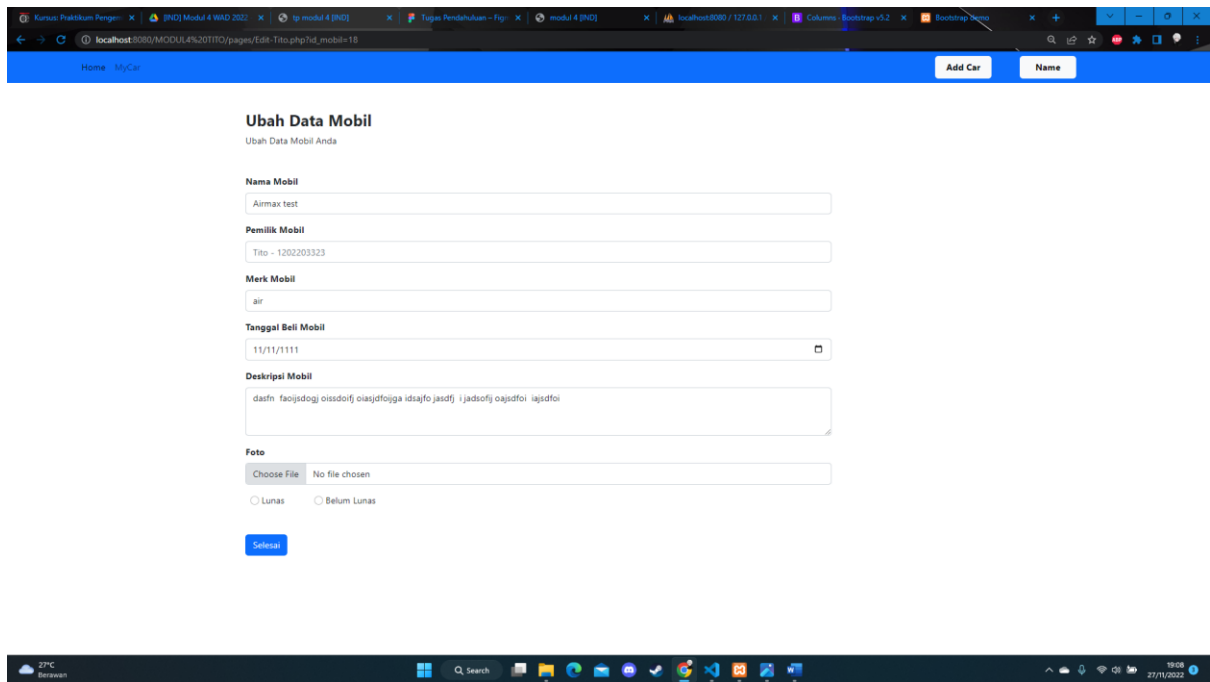 Kursus: Praktikum Pengem
[IND] Modul 4 WAD 2022
tp modul 4 [IND]
Tugas Pendahuluan – Fig
modul 4 [IND]
localhost:8080 / 127.0.0.1
Columns · Bootstrap v5.2
Bootstrap demo
localhost:8080/MODUL4%20TITO/pages/Edit-Tito.php?id_mobil=18
Home MyCar Add Car Name
Ubah Data Mobil
Ubah Data Mobil Anda
Nama Mobil
Airmax test
Pemilik Mobil
Tito - 1202203323
Merk Mobil
air
Tanggal Beli Mobil
11/11/1111
Deskripsi Mobil
dasfn faoijsdogj oissdoifj oiasjdfoijga idsajfo jasdfj i jadsofij oajsdfoi iajsdfoi
Foto
Choose File No file chosen
Lunas Belum Lunas
Selesai
27°C
Berawan
Search
19:08
27/11/2022